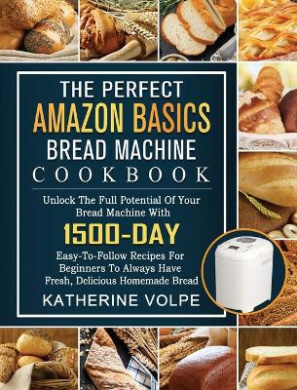 THE PERFECT
AMAZON BASICS
BREAD MACHINE
COOKBOOK
Unlock The Full Potential Of Your
Bread Machine With
1500-DAY
Easy-To-Follow Recipes For
Beginners To Always Have
Fresh, Delicious Homemade Bread
KATHERINE VOLPE